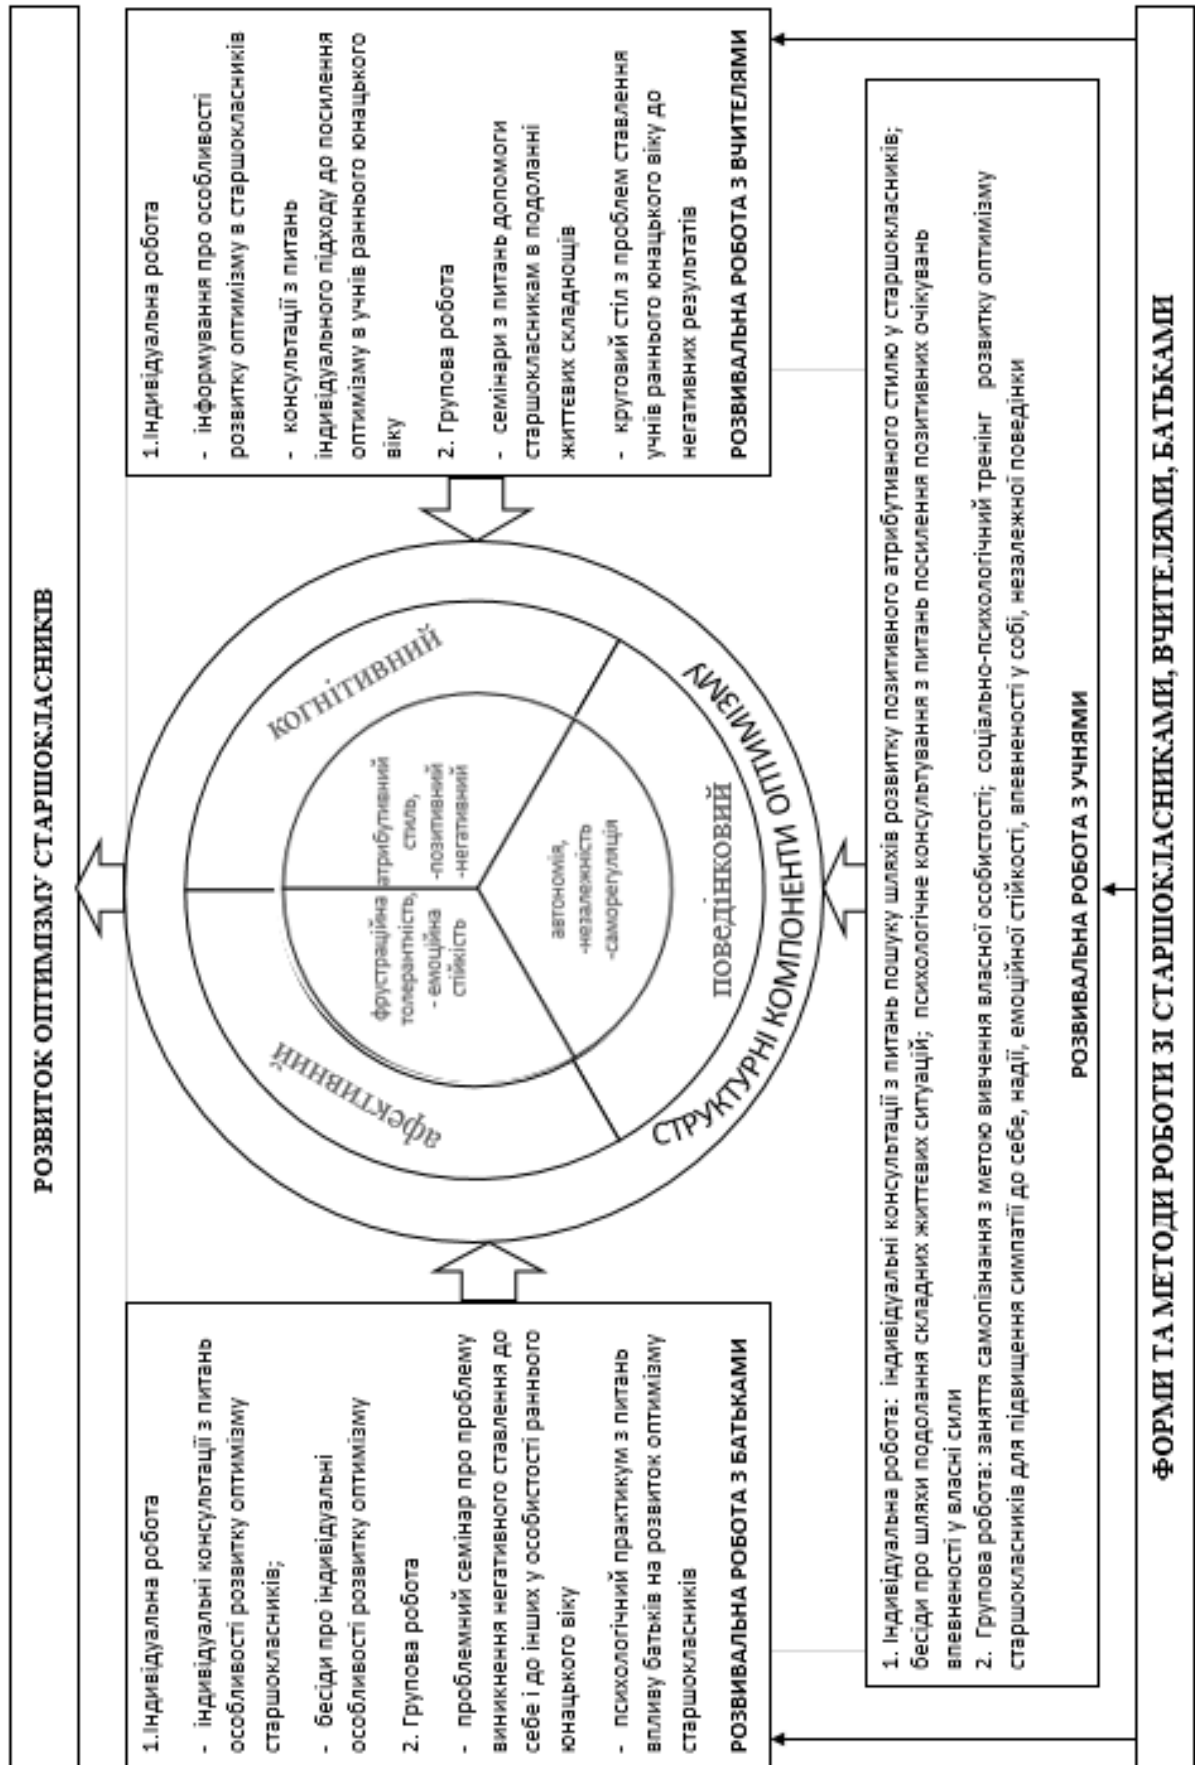 РОЗВИТОК ОПТИМІЗМУ СТАРШОКЛАСНИКІВ
1.Індивідуальна робота
- індивідуальні консультації з питань
особливості розвитку оптимізму
старшокласників;
- бесіди про індивідуальні
особливості розвитку оптимізму
2. Групова робота
- проблемний семінар про проблему
виникнення негативного ставлення до
себе і до інших у особистості раннього
юнацького віку
- психологічний практикум з питань
впливу батьків на розвиток оптимізму
старшокласників
РОЗВИВАЛЬНА РОБОТА З БАТЬКАМИ
афективний
когнітивний
фрустраційна
толерантність,
- емоційна
стійкість
атрибутивний
стиль,
-позитивний
-негативний
автономія,
-незалежність
-саморегуляція
поведінковий
СТРУКТУРНІ КОМПОНЕНТИ ОПТИМІЗМУ
1.Індивідуальна робота
- інформування про особливості
розвитку оптимізму в старшокласників
- консультації з питань
індивідуального підходу до посилення
оптимізму в учнів раннього юнацького
віку
2. Групова робота
- семінари з питань допомоги
старшокласникам в подоланні
життєвих складнощів
- круговий стіл з проблем ставлення
учнів раннього юнацького віку до
негативних результатів
РОЗВИВАЛЬНА РОБОТА З ВЧИТЕЛЯМИ
1. Індивідуальна робота: індивідуальні консультації з питань пошуку шляхів розвитку позитивного атрибутивного стилю у старшокласників;
бесіди про шляхи подолання складних життєвих ситуацій; психологічне консультування з питань посилення позитивних очікувань
впевненості у власні сили
2. Групова робота: заняття самопізнання з метою вивчення власної особистості; соціально-психологічний тренінг розвитку оптимізму
старшокласників для підвищення симпатії до себе, надії, емоційної стійкості, впевненості у собі, незалежної поведінки
РОЗВИВАЛЬНА РОБОТА З УЧНЯМИ
ФОРМИ ТА МЕТОДИ РОБОТИ ЗІ СТАРШОКЛАСНИКАМИ, ВЧИТЕЛЯМИ, БАТЬКАМИ